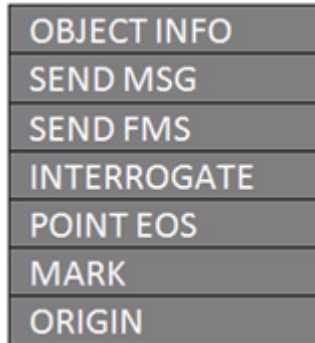 OBJECT INFO
SEND MSG
SEND FMS
INTERROGATE
POINT EOS
MARK
ORIGIN